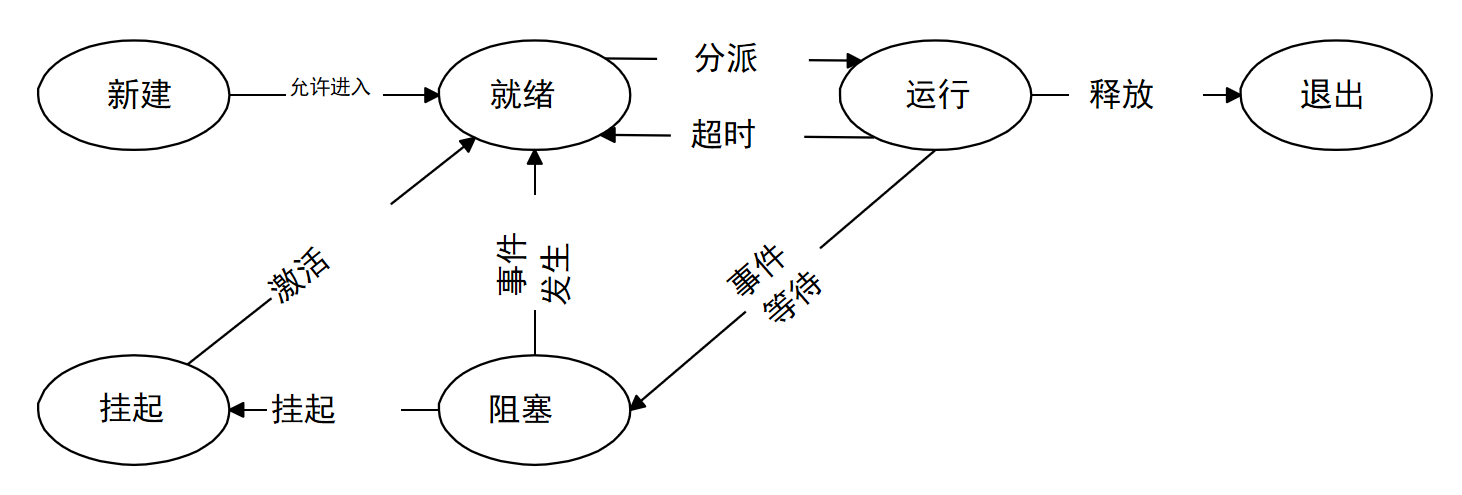 新建
允许进入
就绪
分派
超时
运行
释放
退出
激活
事件
发生
事件
等待
挂起
挂起
阻塞